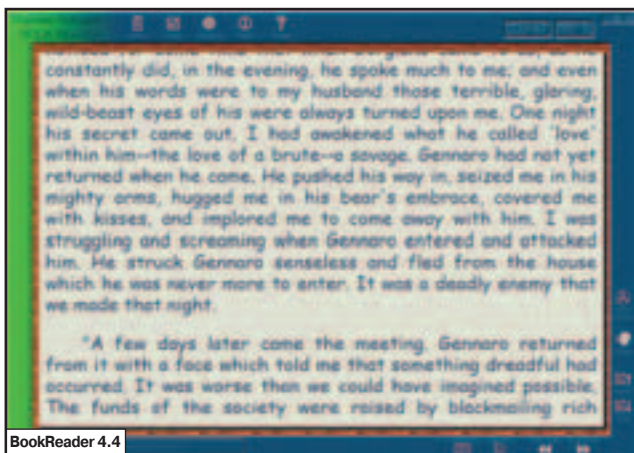 constantly did, in the evening, he spoke much to me, and even
when his words were to my husband those terrible, glaring,
wild-beast eyes of his were always turned upon me. One night
his secret came out. I had awakened what he called 'love'
within him--the love of a brute--a savage. Gennaro had not yet
returned when he came. He pushed his way in, seized me in his
mighty arms, hugged me in his bear's embrace, covered me
with kisses, and implored me to come away with him. I was
struggling and screaming when Gennaro entered and attacked
him. He struck Gennaro senseless and fled from the house
which he was never more to enter. It was a deadly enemy that
we made that night.
"A few days later came the meeting. Gennaro returned
from it with a face which told me that something dreadful had
occurred. It was worse than we could have imagined possible.
The funds of the society were raised by blackmailing rich
BookReader 4.4